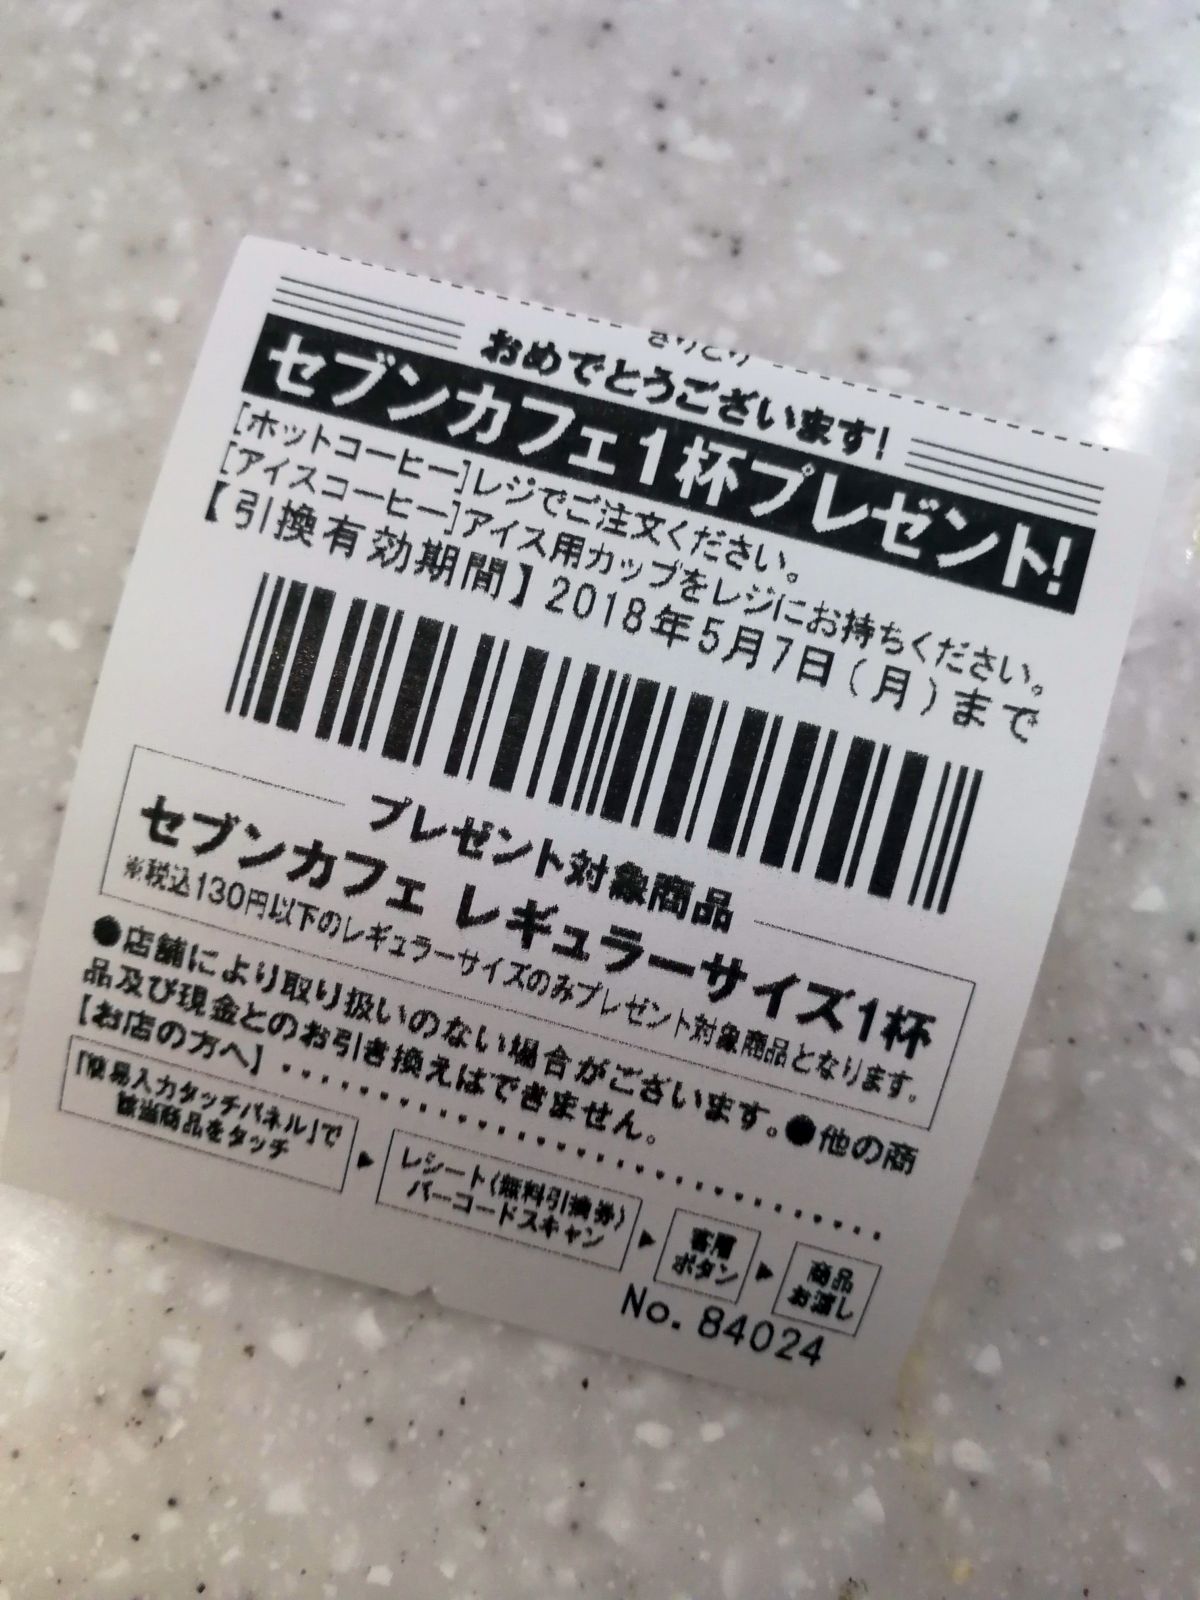 きりとり
おめでとうございます!
セブンカフェ1杯プレゼント!
[ホットコーヒー]レジでご注文ください。
[アイスコーヒー]アイス用カップをレジにお持ちください。
【引換有効期間】2018年5月7日(月)まで
プレゼント対象商品
セブンカフェ レギュラーサイズ1杯
※税込130円以下のレギュラーサイズのみプレゼント対象商品となります。
●店舗により取り扱いのない場合がございます。●他の商
品及び現金とのお引き換えはできません。
【お店の方へ】
「簡易入力タッチパネル」で
該当商品をタッチ
▶
レシート(無料引換券)
バーコードスキャン
▶
客層
ボタン
▶
商品
お渡し
No. 84024